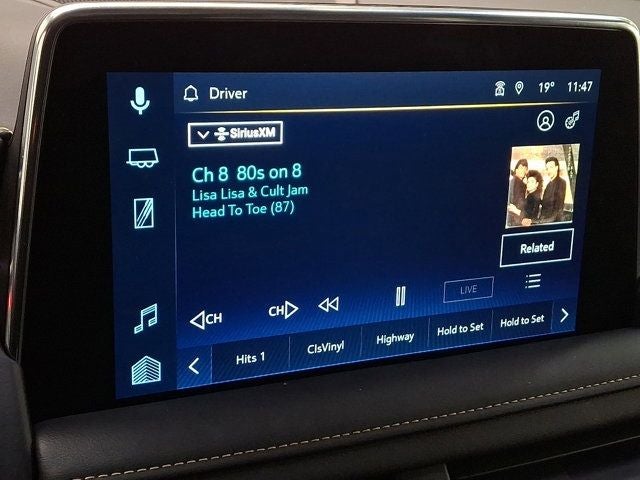 Driver
19° 11:47
SiriusXM
Ch 8 80s on 8
Lisa Lisa & Cult Jam
Head To Toe (87)
Related
CH
CH
LIVE
Hits 1
ClsVinyl
Highway
Hold to Set
Hold to Set